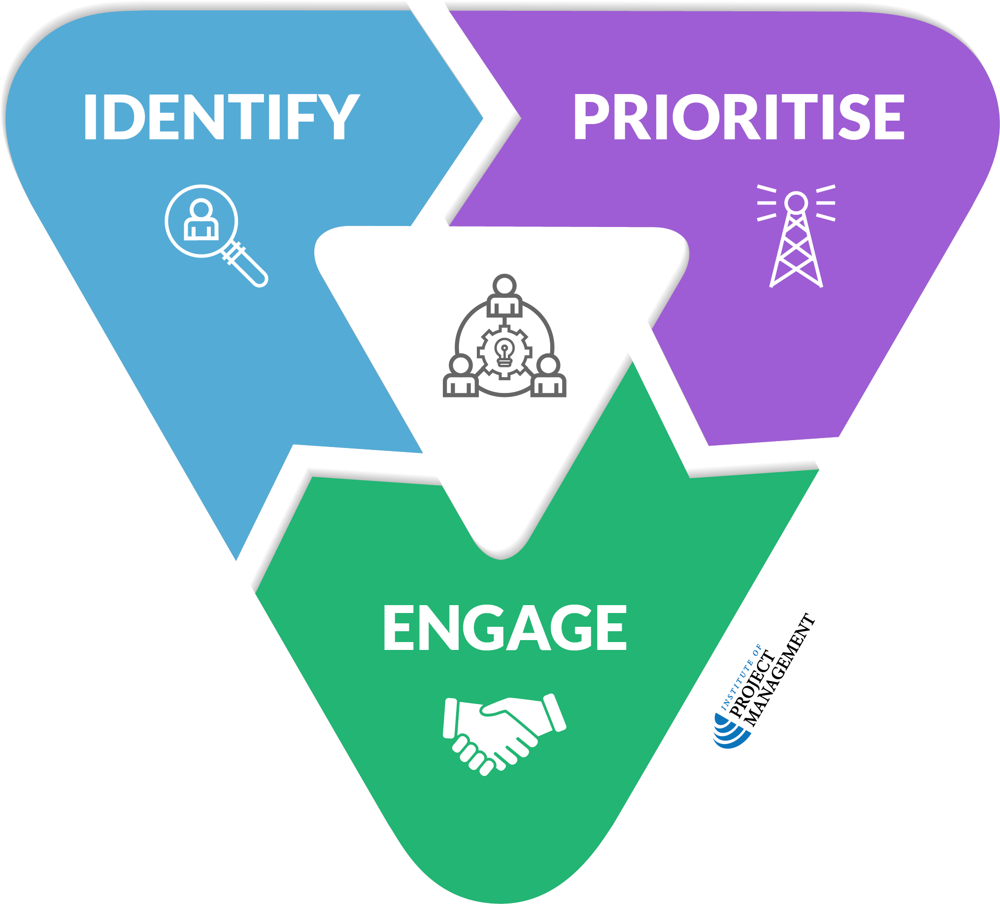 IDENTIFY
PRIORITISE
ENGAGE
INSTITUTE OF
PROJECT
MANAGEMENT